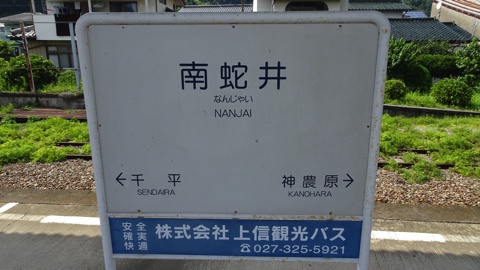 南蛇井
なんじゃい
NANJAI
←千平 神農原→
SENDAIRA KANOHARA
安全 確実 快適 株式会社 上信観光バス
☎027-325-5921